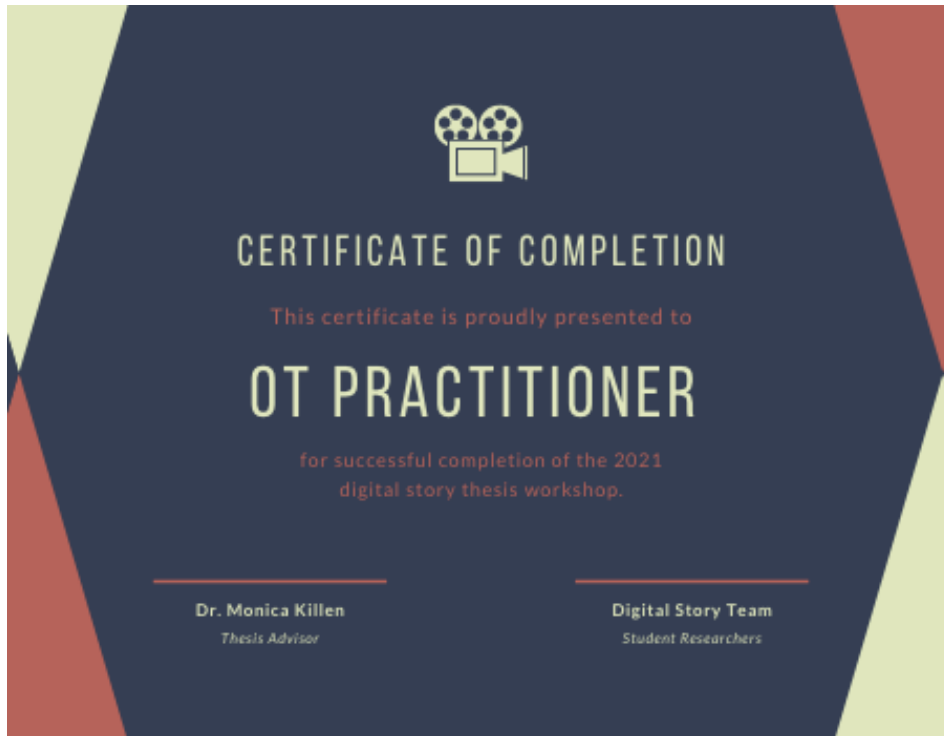 CERTIFICATE OF COMPLETION
This certificate is proudly presented to
OT PRACTITIONER
for successful completion of the 2021
digital story thesis workshop.
Dr. Monica Killen
Thesis Advisor
Digital Story Team
Student Researchers